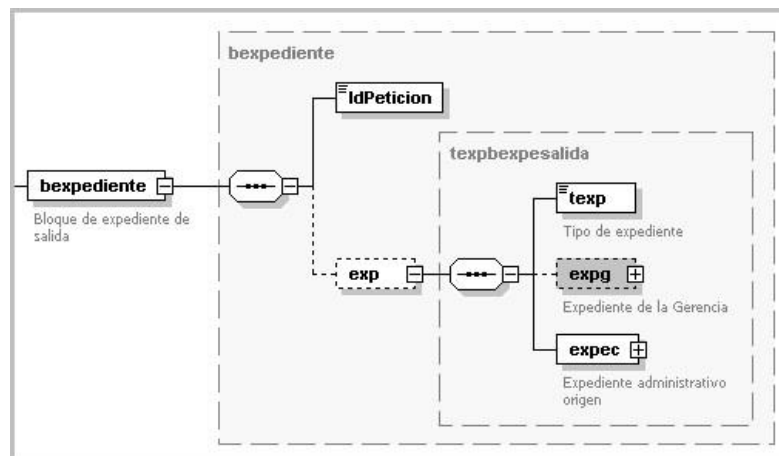 bexpediente
IdPeticion
texpbexpesalida
bexpediente
Bloque de expediente de
salida
texp
Tipo de expediente
exp
expg
Expediente de la Gerencia
expec
Expediente administrativo
origen